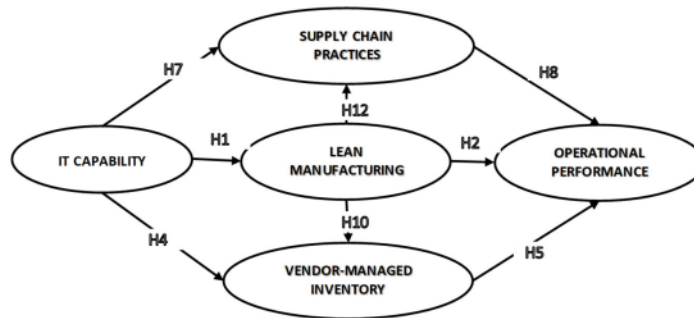 SUPPLY CHAIN
PRACTICES
H7
H8
H12
H1
LEAN
MANUFACTURING
H2
IT CAPABILITY
OPERATIONAL
PERFORMANCE
H10
H4
H5
VENDOR-MANAGED
INVENTORY